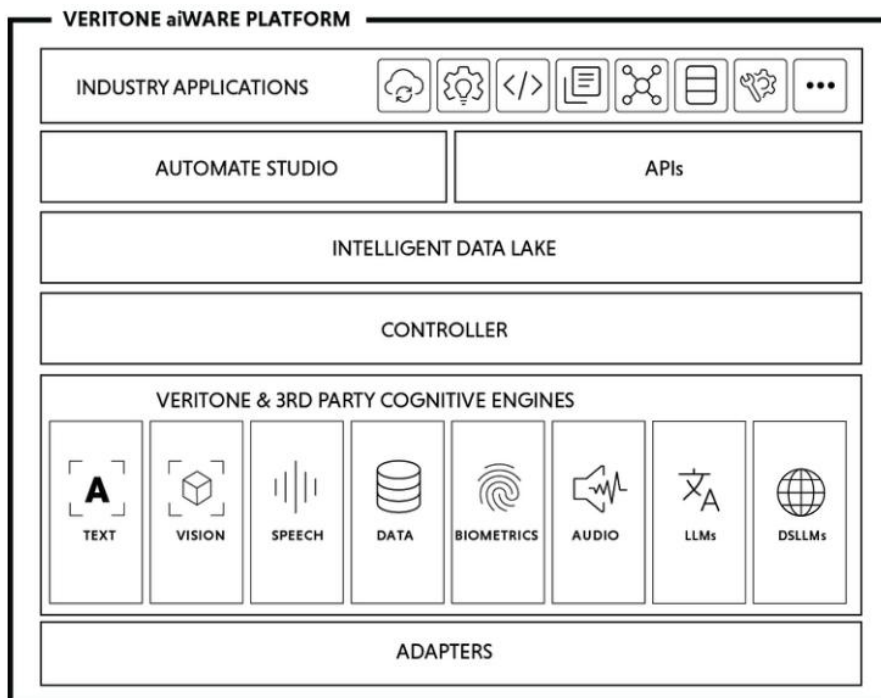 VERITONE aiWARE PLATFORM
INDUSTRY APPLICATIONS
AUTOMATE STUDIO
APIs
INTELLIGENT DATA LAKE
CONTROLLER
VERITONE & 3RD PARTY COGNITIVE ENGINES
A
文A
TEXT
VISION
SPEECH
DATA
BIOMETRICS
AUDIO
LLMs
DSLLMs
ADAPTERS